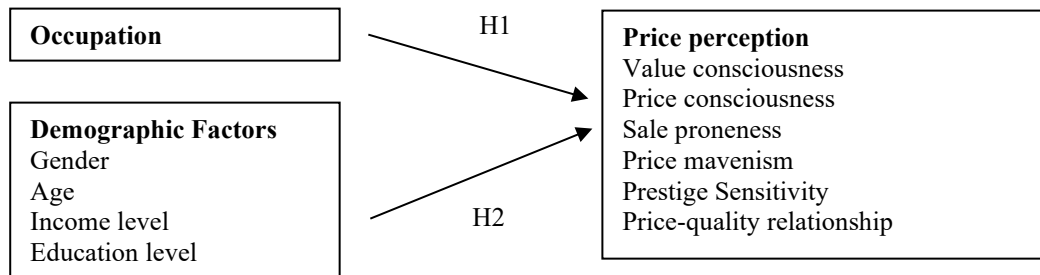 Occupation
H1
Demographic Factors
Gender
Age
Income level
Education level
H2
Price perception
Value consciousness
Price consciousness
Sale proneness
Price mavenism
Prestige Sensitivity
Price-quality relationship